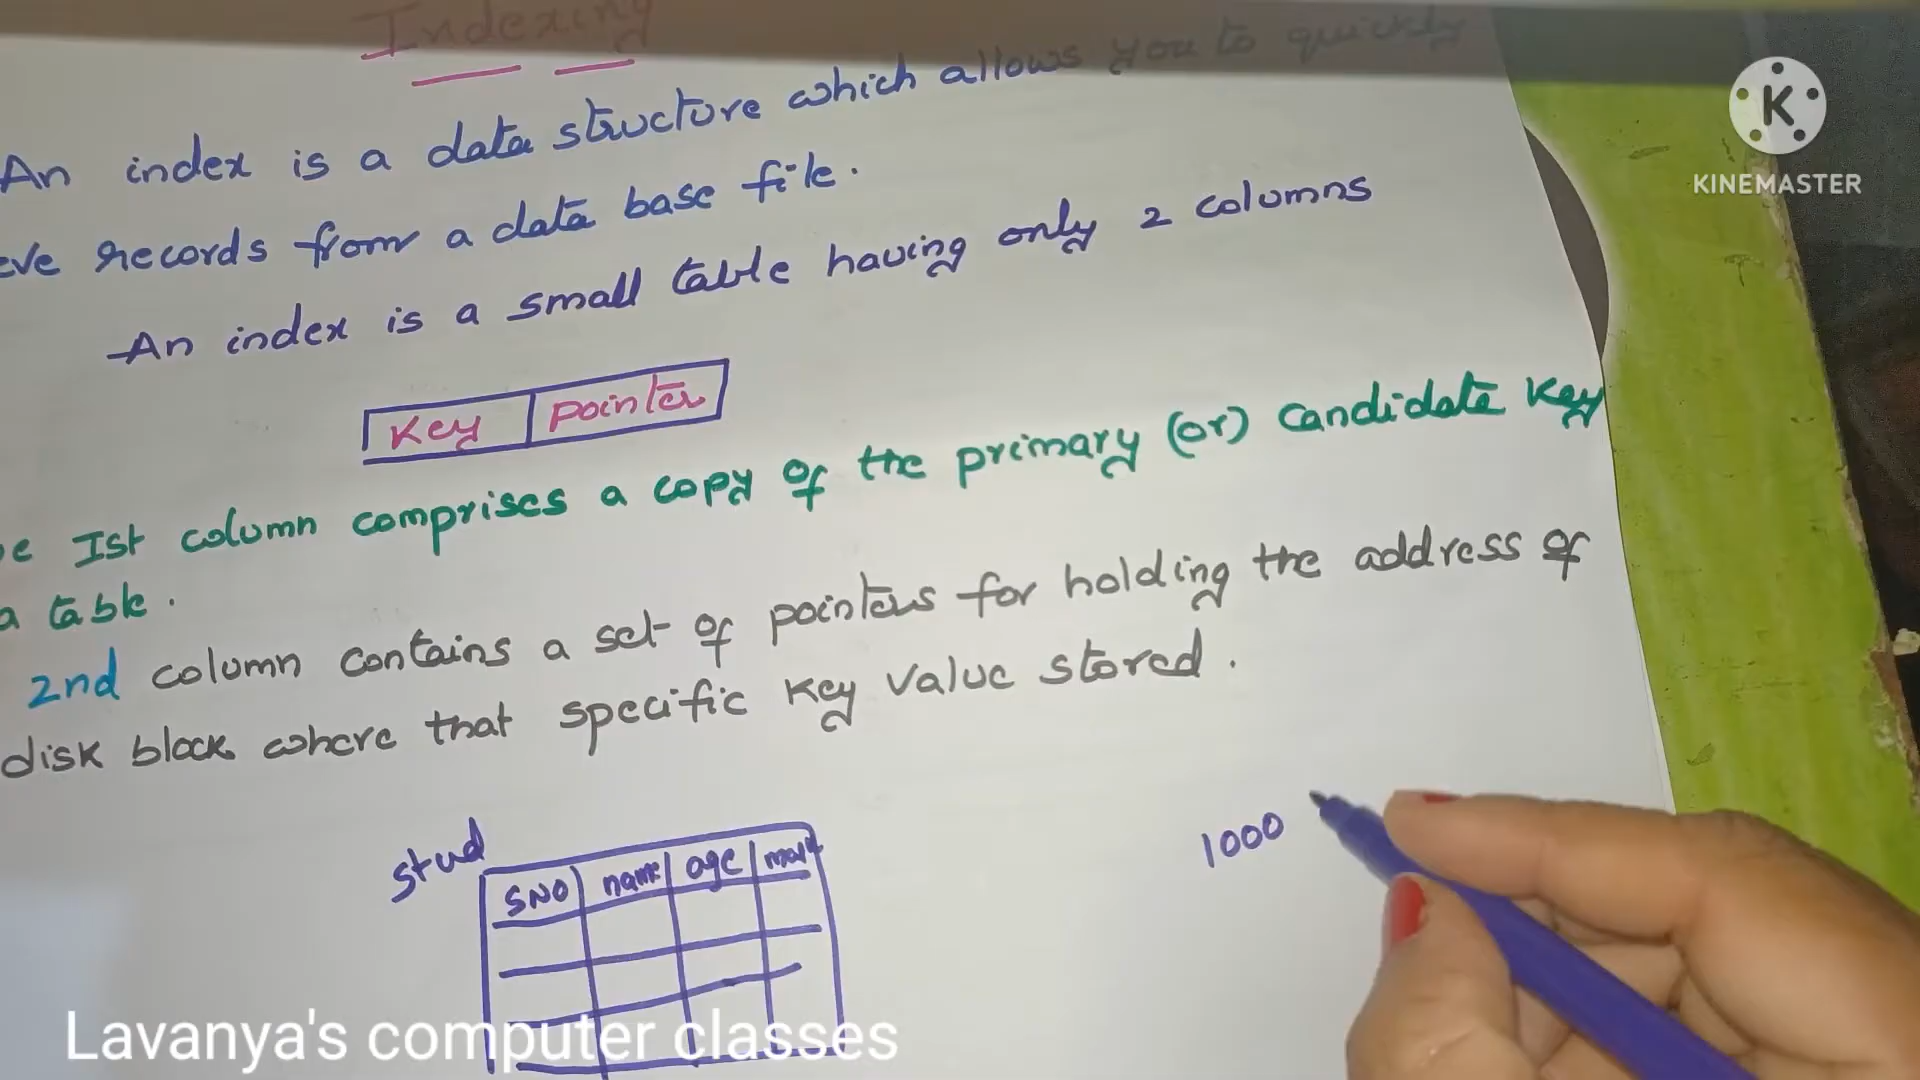 Indexing
An index is a data structure which allows you to quickly
eve records from a data base file.
An index is a small table having only 2 columns
Key pointer
e Ist column comprises a copy of the primary (or) candidate key
a table.
2nd column contains a set of pointers for holding the address of
disk block where that specific key value stored.
stud
SNO name age mark
1000
K
KINEMASTER
Lavanya's computer classes